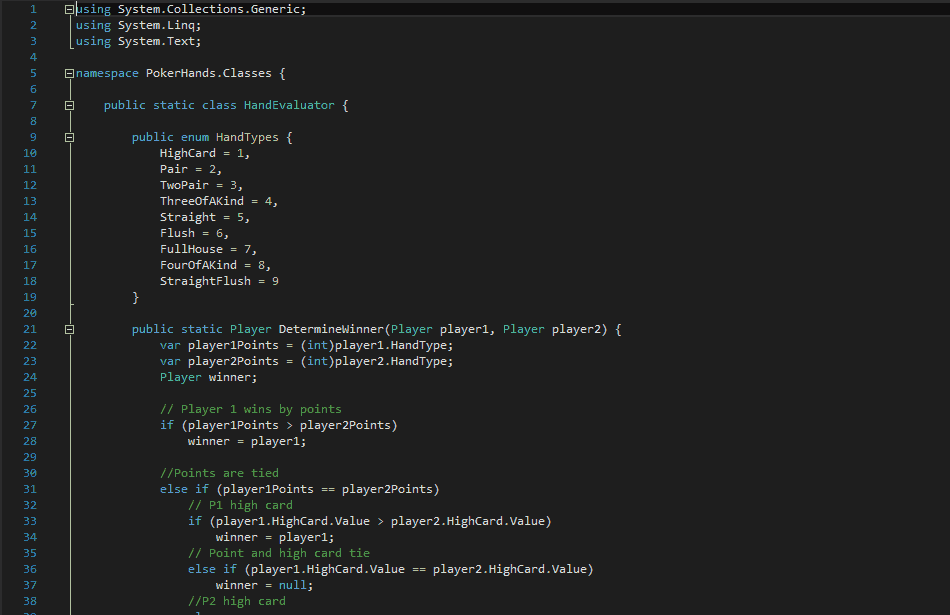 1 using System.Collections.Generic;
2 using System.Linq;
3 using System.Text;
4
5 namespace PokerHands.Classes {
6
7 public static class HandEvaluator {
8
9 public enum HandTypes {
10 HighCard = 1,
11 Pair = 2,
12 TwoPair = 3,
13 ThreeOfAKind = 4,
14 Straight = 5,
15 Flush = 6,
16 FullHouse = 7,
17 FourOfAKind = 8,
18 StraightFlush = 9
19 }
20
21 public static Player DetermineWinner(Player player1, Player player2) {
22 var player1Points = (int)player1.HandType;
23 var player2Points = (int)player2.HandType;
24 Player winner;
25
26 // Player 1 wins by points
27 if (player1Points > player2Points)
28 winner = player1;
29
30 //Points are tied
31 else if (player1Points == player2Points)
32 // P1 high card
33 if (player1.HighCard.Value > player2.HighCard.Value)
34 winner = player1;
35 // Point and high card tie
36 else if (player1.HighCard.Value == player2.HighCard.Value)
37 winner = null;
38 //P2 high card